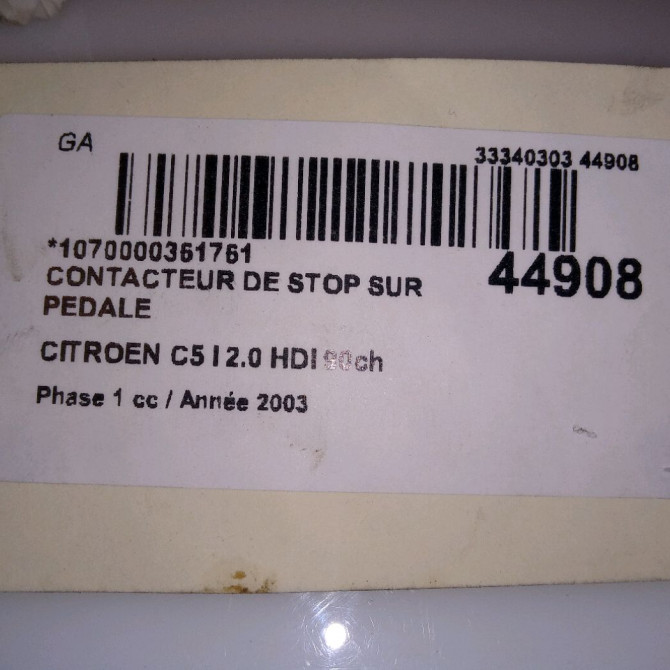 GA
33340303 44908
*1070000361761
44908
CONTACTEUR DE STOP SUR
PEDALE
CITROEN C5 I 2.0 HDI 90ch
Phase 1 cc / Année 2003